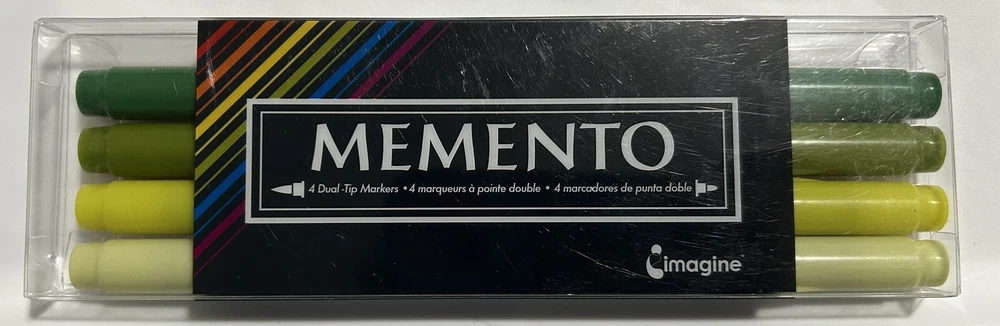 MEMENTO
4 Dual-Tip Markers • 4 marqueurs à pointe double • 4 marcadores de punta doble
imagine